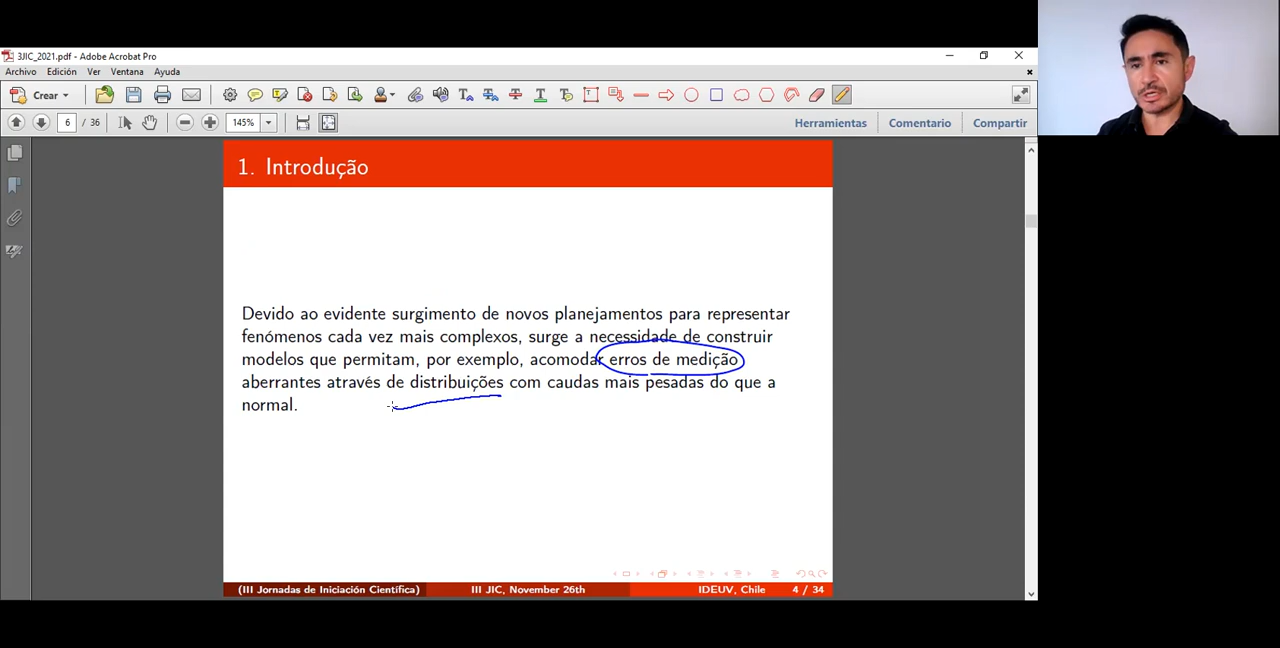 3JIC_2021.pdf - Adobe Acrobat Pro
Archivo Edición Ver Ventana Ayuda
Crear
6 / 36 145% Herramientas Comentario Compartir
1. Introdução
Devido ao evidente surgimento de novos planejamentos para representar
fenómenos cada vez mais complexos, surge a necessidade de construir
modelos que permitam, por exemplo, acomodar erros de medição
aberrantes através de distribuições com caudas mais pesadas do que a
normal.
(III Jornadas de Iniciación Científica) III JIC, November 26th IDEUV, Chile 4 / 34